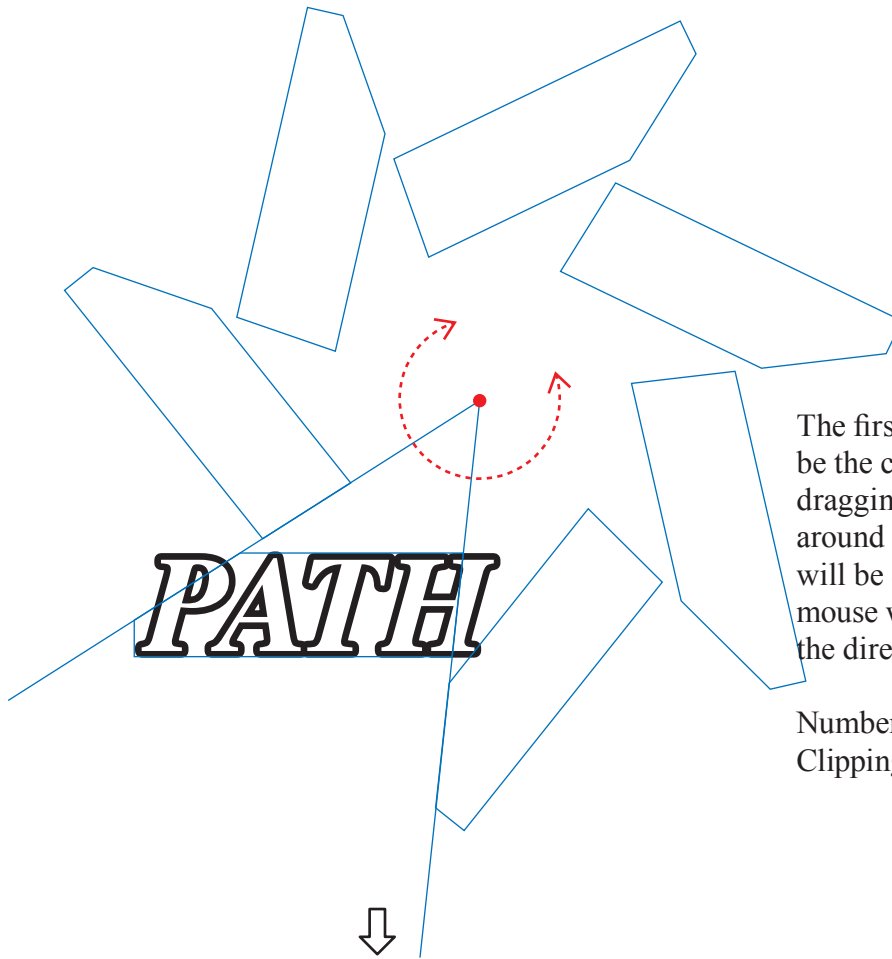 PATH
The firs
be the c
draggin
around
will be
mouse w
the dire
Number
Clipping